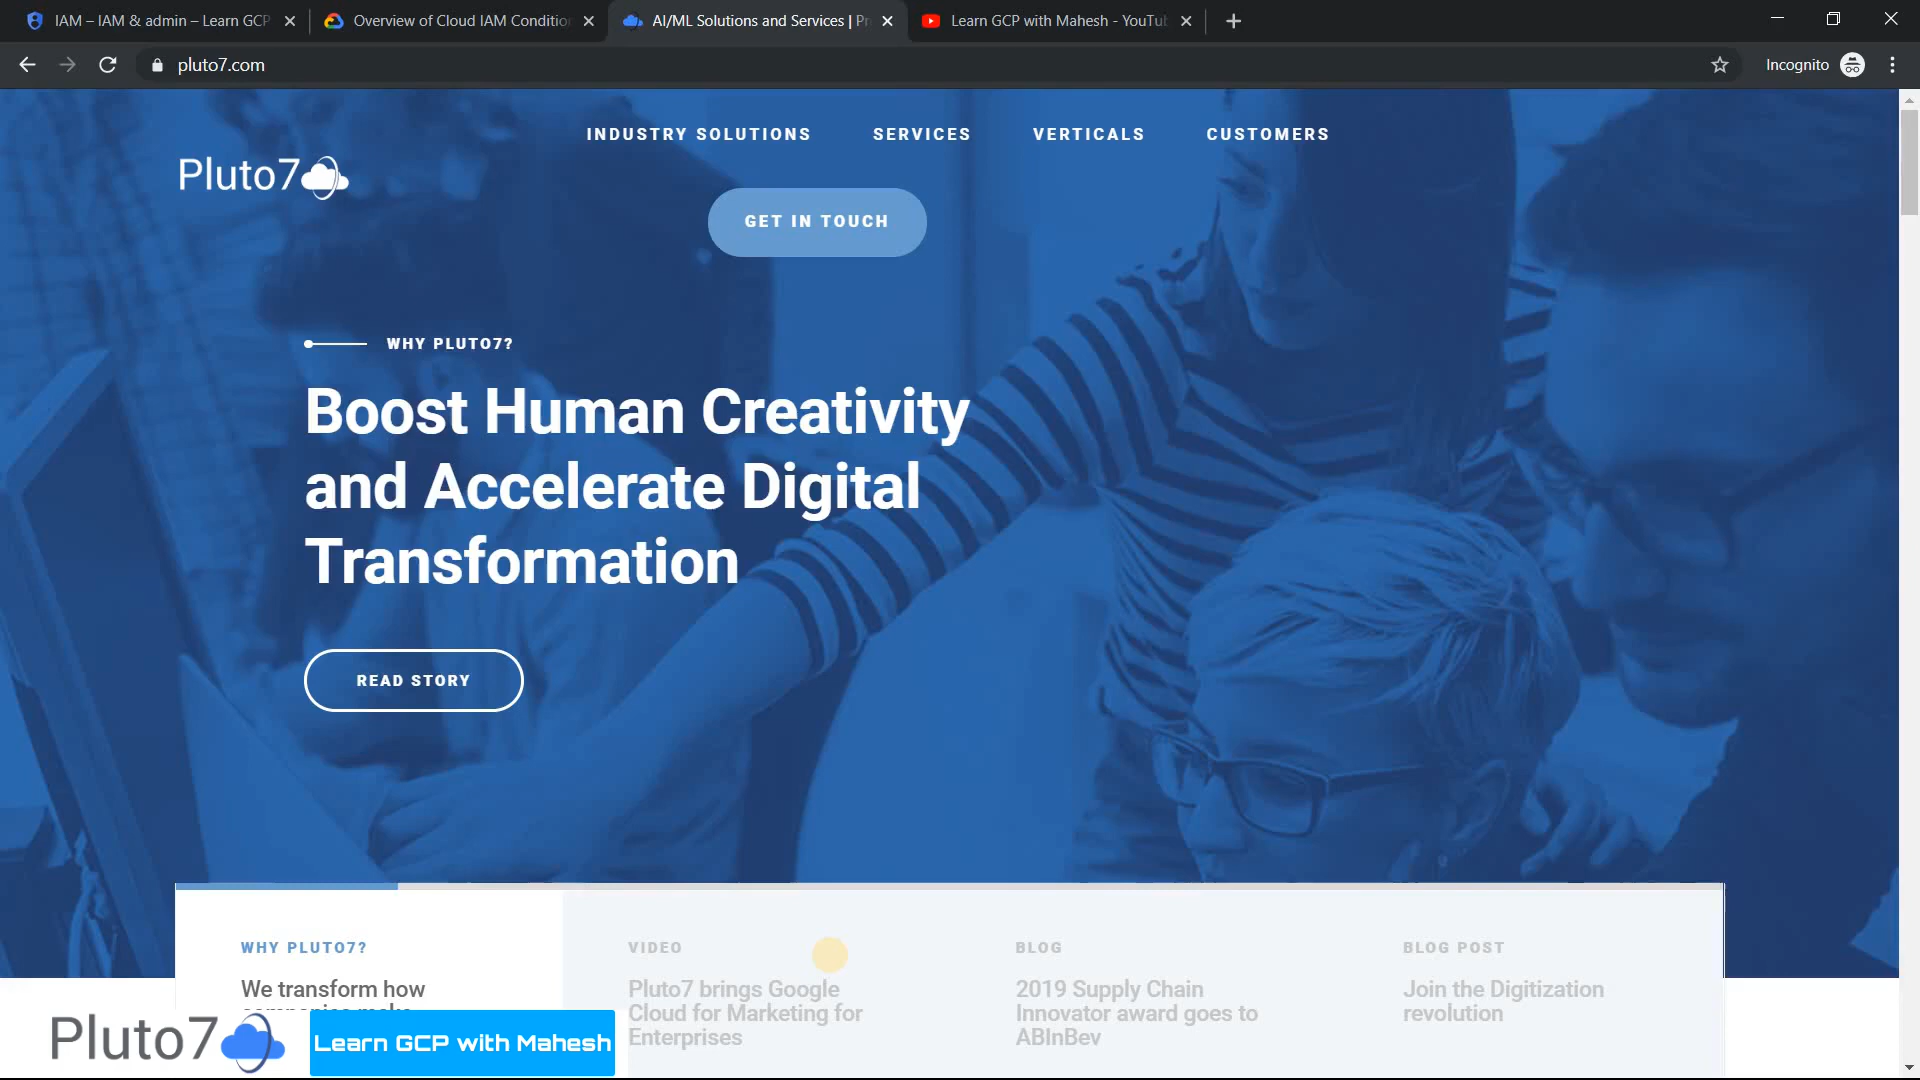 IAM – IAM & admin – Learn GCP
Overview of Cloud IAM Conditio
AI/ML Solutions and Services | Pr
Learn GCP with Mahesh - YouTub
pluto7.com
Incognito
INDUSTRY SOLUTIONS
SERVICES
VERTICALS
CUSTOMERS
Pluto7
GET IN TOUCH
WHY PLUTO7?
Boost Human Creativity
and Accelerate Digital
Transformation
READ STORY
WHY PLUTO7?
We transform how
VIDEO
Pluto7 brings Google
Cloud for Marketing for
Enterprises
BLOG
2019 Supply Chain
Innovator award goes to
ABInBev
BLOG POST
Join the Digitization
revolution
Pluto7
Learn GCP with Mahesh